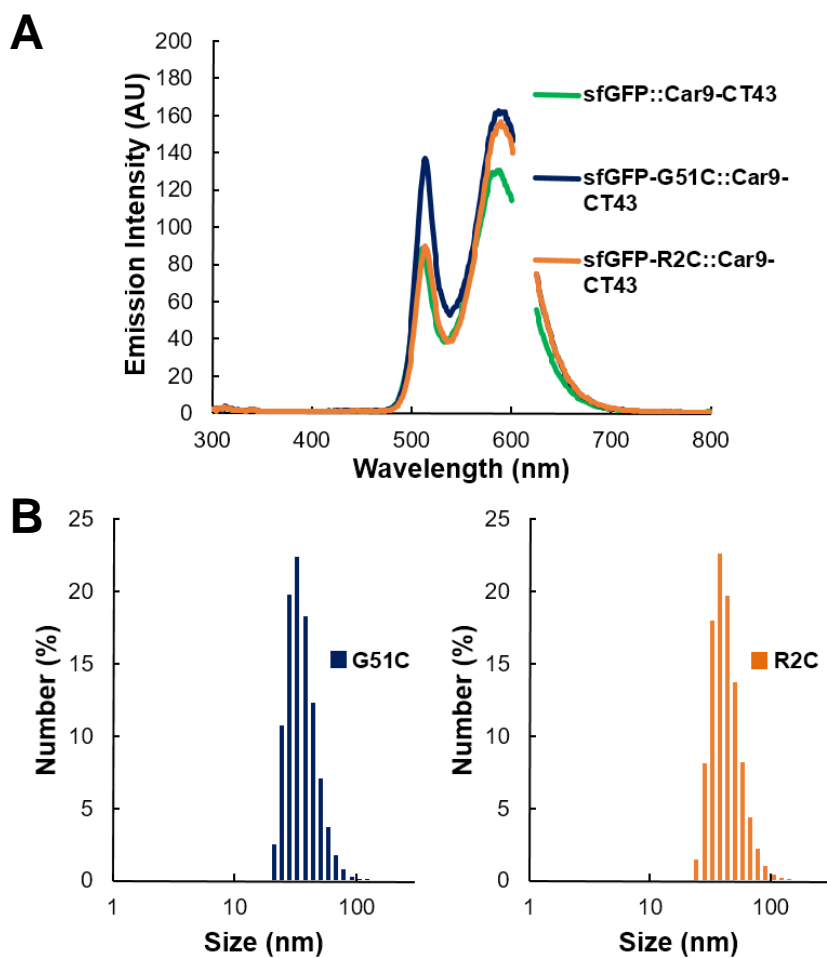 A
200
180
160
140
120
100
80
60
40
20
0
Emission Intensity (AU)
300 400 500 600 700 800
Wavelength (nm)
sfGFP::Car9-CT43
sfGFP-G51C::Car9-
CT43
sfGFP-R2C::Car9-
CT43
B
25
20
15
10
5
0
Number (%)
1 10 100
Size (nm)
G51C
25
20
15
10
5
0
Number (%)
1 10 100
Size (nm)
R2C